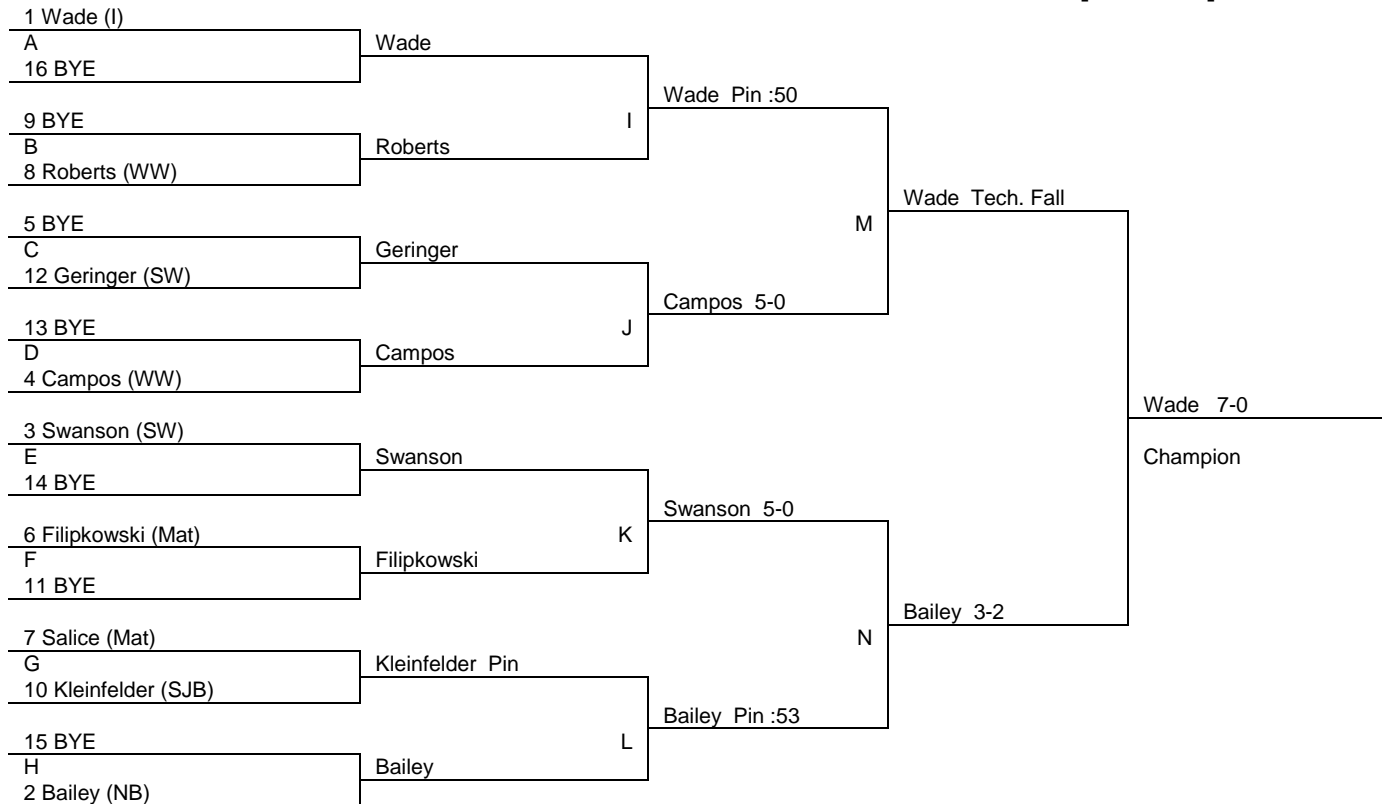 1 Wade (I)
A
16 BYE
Wade
9 BYE
B
8 Roberts (WW)
Roberts
I
Wade Pin :50
5 BYE
C
12 Geringer (SW)
Geringer
13 BYE
D
4 Campos (WW)
Campos
J
Campos 5-0
M
Wade Tech. Fall
3 Swanson (SW)
E
14 BYE
Swanson
6 Filipkowski (Mat)
F
11 BYE
Filipkowski
K
Swanson 5-0
7 Salice (Mat)
G
10 Kleinfelder (SJB)
Kleinfelder Pin
15 BYE
H
2 Bailey (NB)
Bailey
L
Bailey Pin :53
N
Bailey 3-2
Wade 7-0
Champion